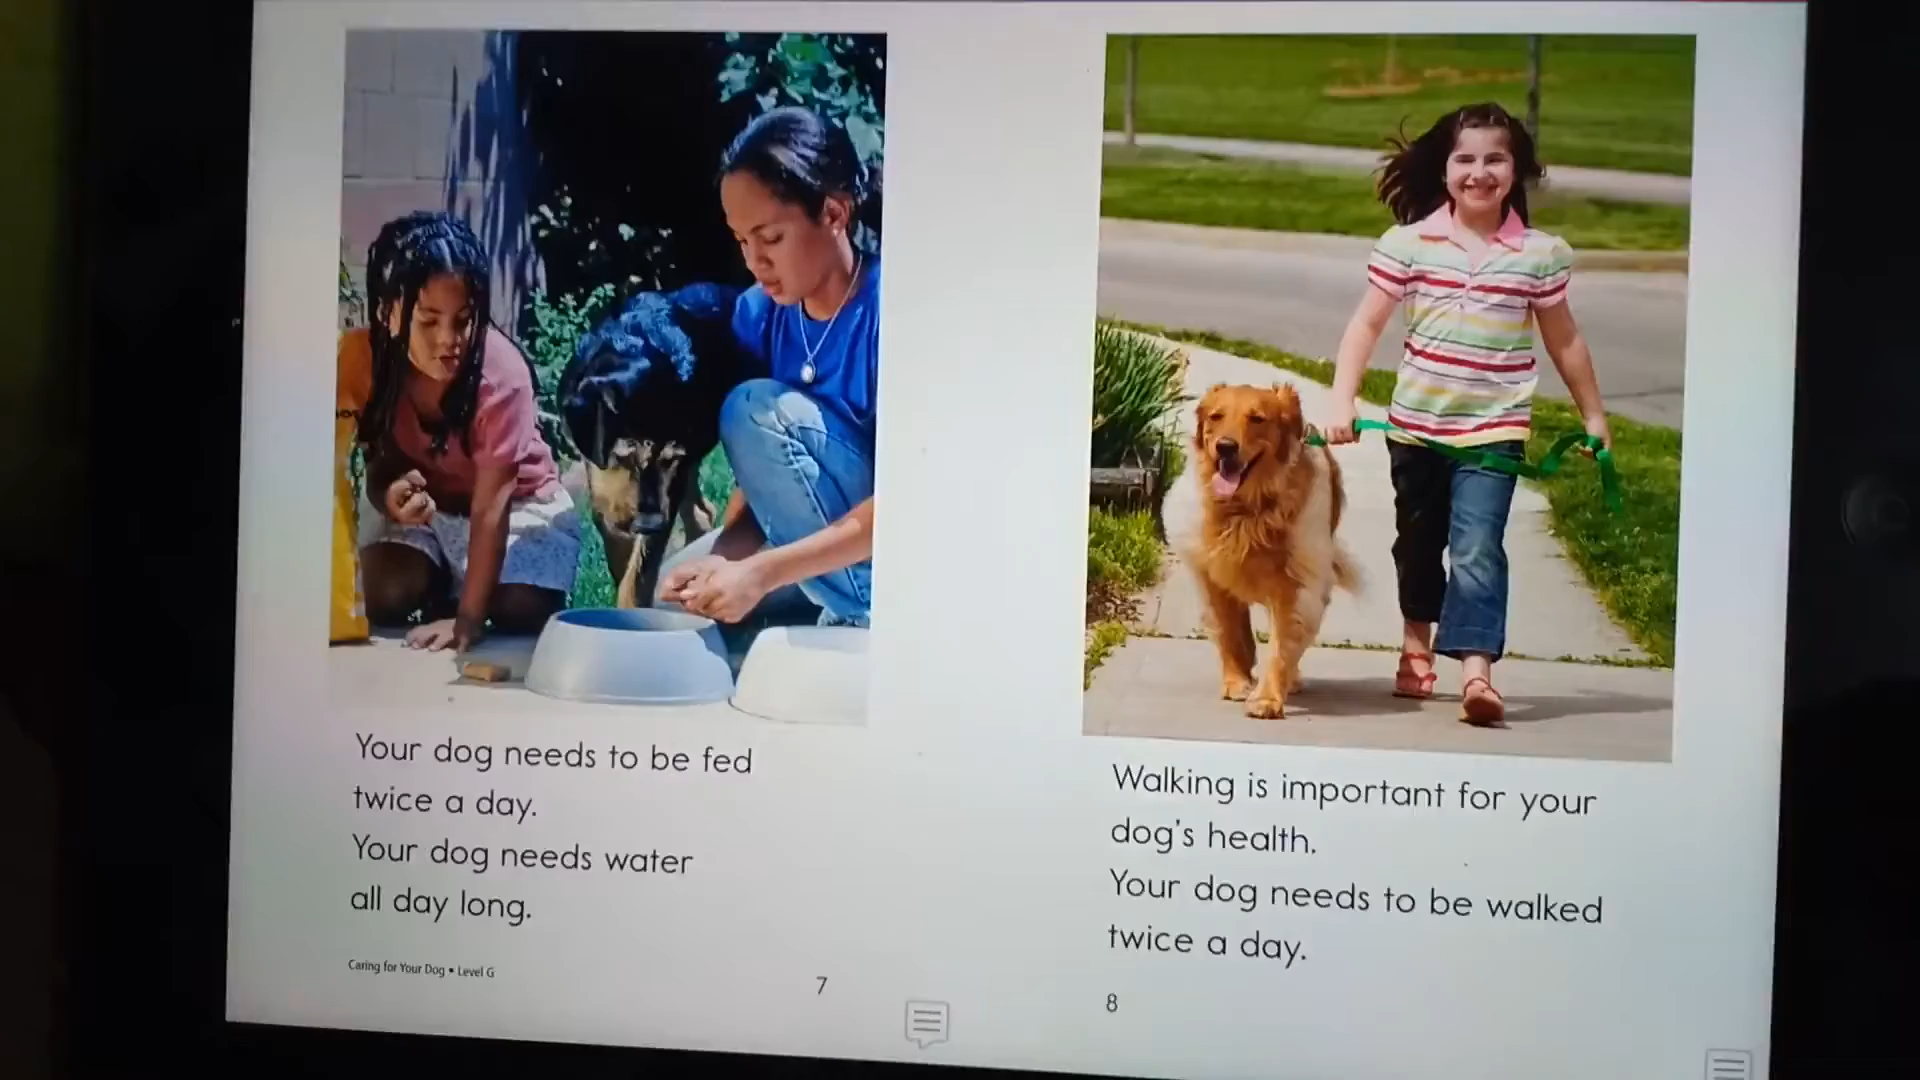 Your dog needs to be fed
twice a day.
Your dog needs water
all day long.
Caring for Your Dog • Level G
7
Walking is important for your
dog's health.
Your dog needs to be walked
twice a day.
8